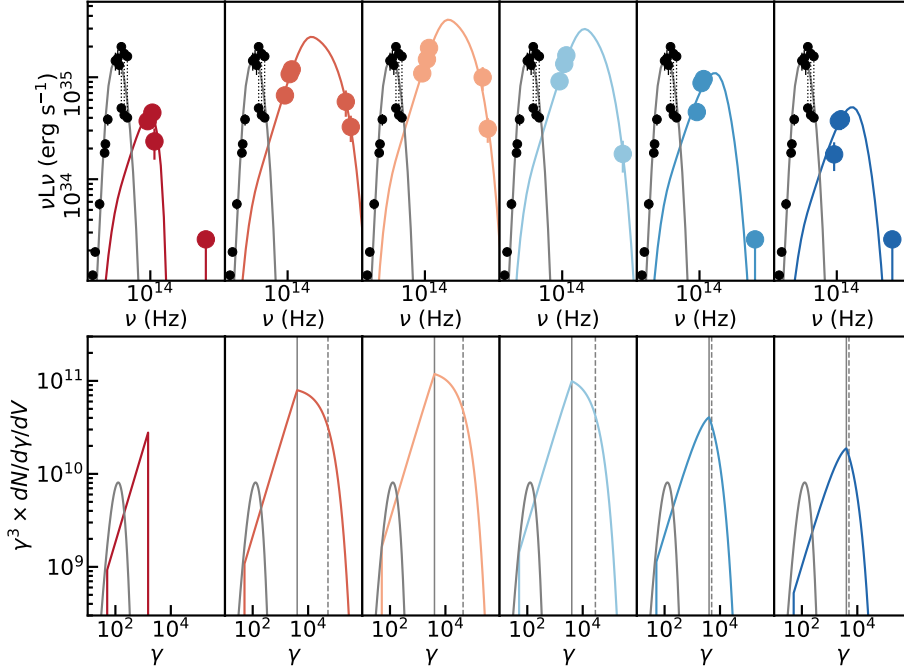 νLν (erg s⁻¹)
10³⁵
10³⁴
10¹⁴ 10¹⁴ 10¹⁴ 10¹⁴ 10¹⁴ 10¹⁴
ν (Hz) ν (Hz) ν (Hz) ν (Hz) ν (Hz) ν (Hz)
γ³ × dN/dγ/dV
10¹¹
10¹⁰
10⁹
10² 10⁴ 10² 10⁴ 10² 10⁴ 10² 10⁴ 10² 10⁴ 10² 10⁴
γ γ γ γ γ γ